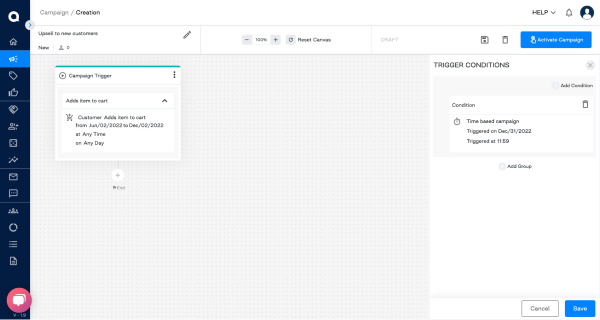 Campaign / Creation
HELP
Upsell to new customers
New 0
100%
Reset Canvas
DRAFT
Activate Campaign
Campaign Trigger
Adds item to cart
Customer Adds item to cart
from Jun/02/2022 to Dec/02/2022
at Any Time
on Any Day
End
TRIGGER CONDITIONS
Add Condition
Condition
Time based campaign
Triggered on Dec/31/2022
Triggered at 11:59
Add Group
Cancel
Save